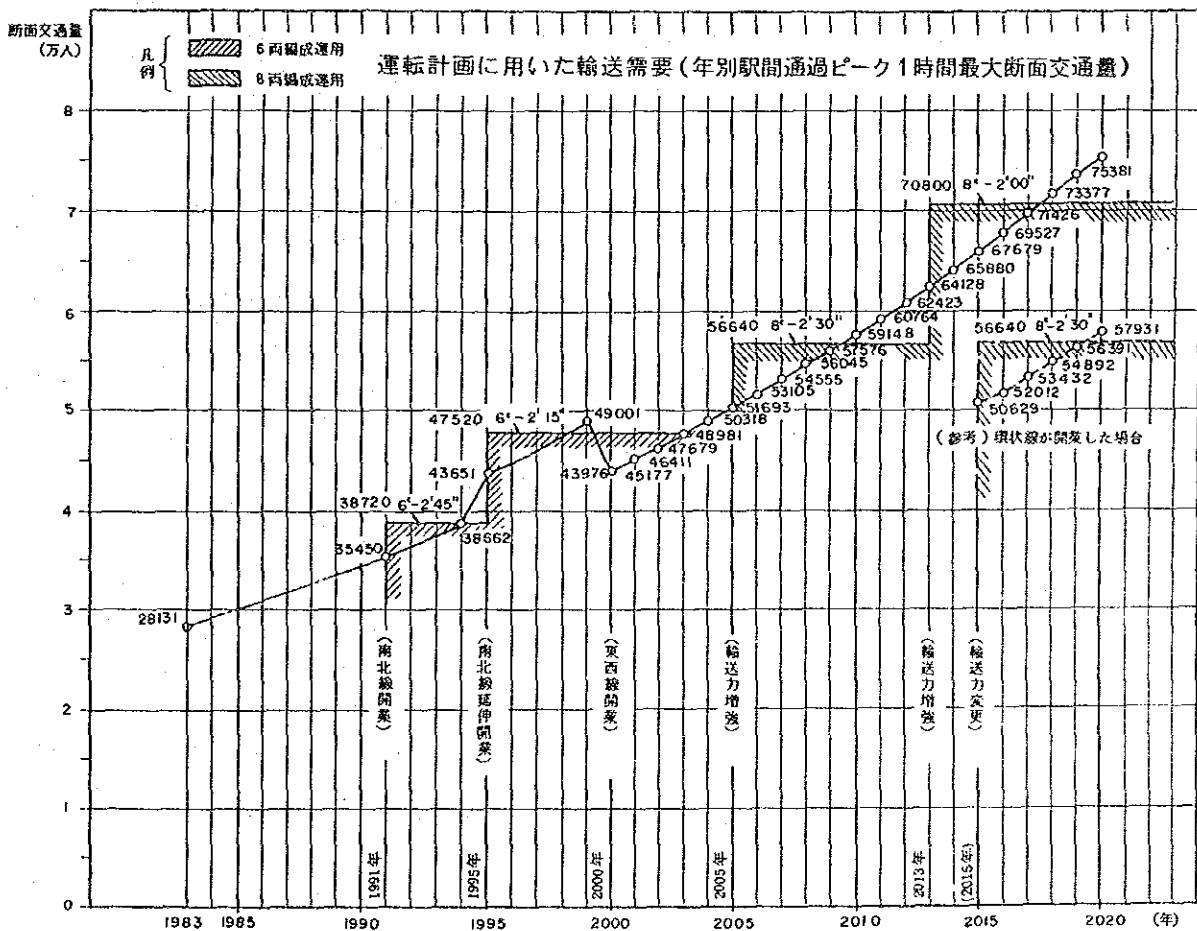 断面交通量
(万人)
凡例
6両編成運用
8両編成運用
運転計画に用いた輸送需要(年別駅間通過ピーク1時間最大断面交通量)
8
7
6
5
4
3
2
1
0
28131
35450
38720 6ᶜ-2'45"
38662
43651
47520 6ᶜ-2'15"
49001
43976
45177
46411
47679
48981
50318
51693
53105
54555
56045
57576
59148
60764
62423
64128
65880
67679
69527
71426
73377
75381
56640 8ᶜ-2'30"
70800 8ᶜ-2'00"
56640 8ᶜ-2'30"
50629
52012
53432
54892
5639
57931
(参考)環状線が開業した場合
(南北線開業)
(南北線延伸開業)
(東西線開業)
(輸送力増強)
(輸送力増強)
(輸送力変更)
1991年
1995年
2000年
2005年
2013年
(2015年)
1983 1985 1990 1995 2000 2005 2010 2015 2020 (年)